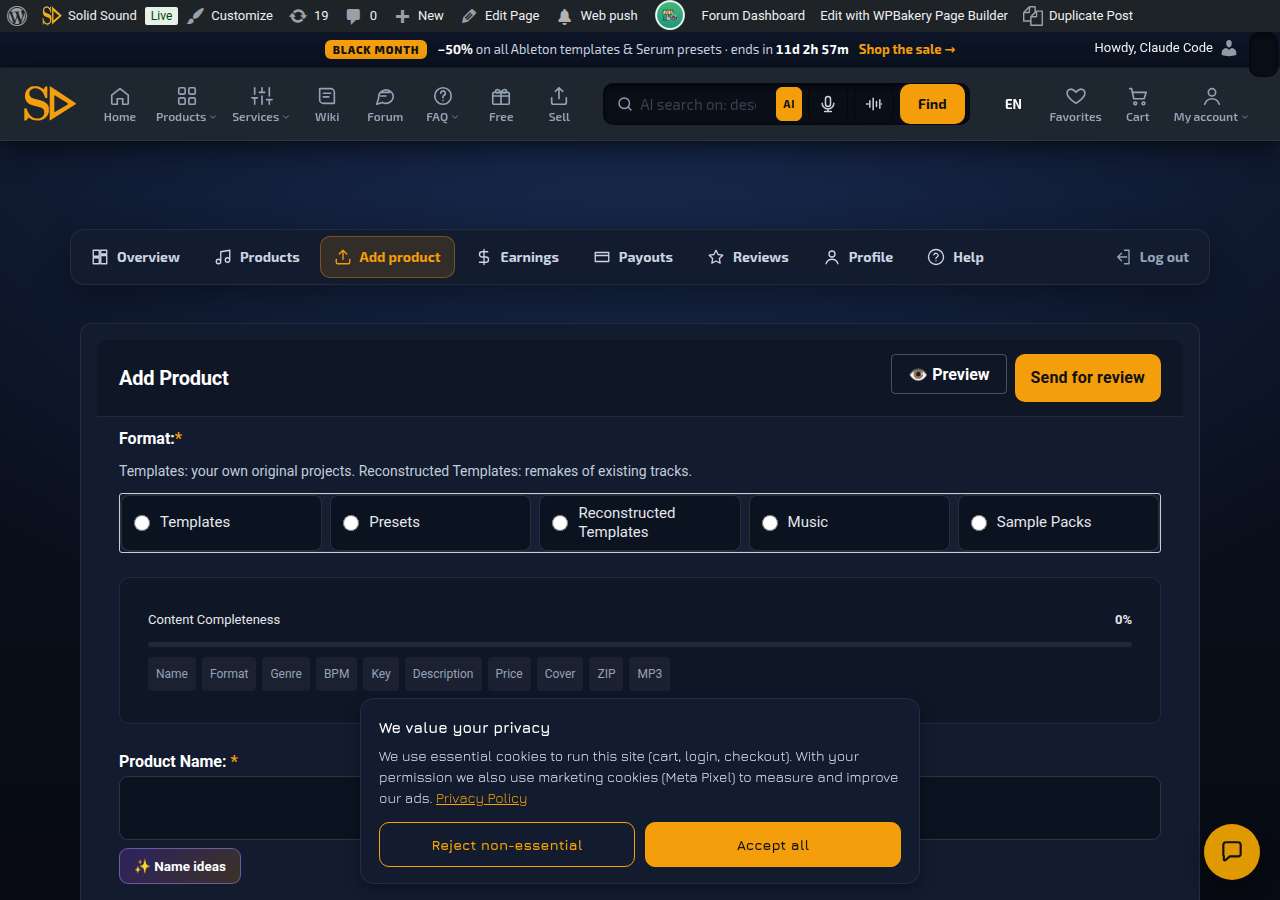 Solid Sound Live Customize 19 0 New Edit Page Web push Forum Dashboard Edit with WPBakery Page Builder Duplicate Post
BLACK MONTH −50% on all Ableton templates & Serum presets · ends in 11d 2h 57m Shop the sale → Howdy, Claude Code
Home Products Services Wiki Forum FAQ Free Sell AI search on: des AI Find EN Favorites Cart My account
Overview Products Add product Earnings Payouts Reviews Profile Help Log out
Add Product Preview Send for review
Format:*
Templates: your own original projects. Reconstructed Templates: remakes of existing tracks.
Templates Presets Reconstructed Templates Music Sample Packs
Content Completeness 0%
Name Format Genre BPM Key Description Price Cover ZIP MP3
We value your privacy
We use essential cookies to run this site (cart, login, checkout). With your
permission we also use marketing cookies (Meta Pixel) to measure and improve
our ads. Privacy Policy
Reject non-essential Accept all
Product Name: *
Name ideas